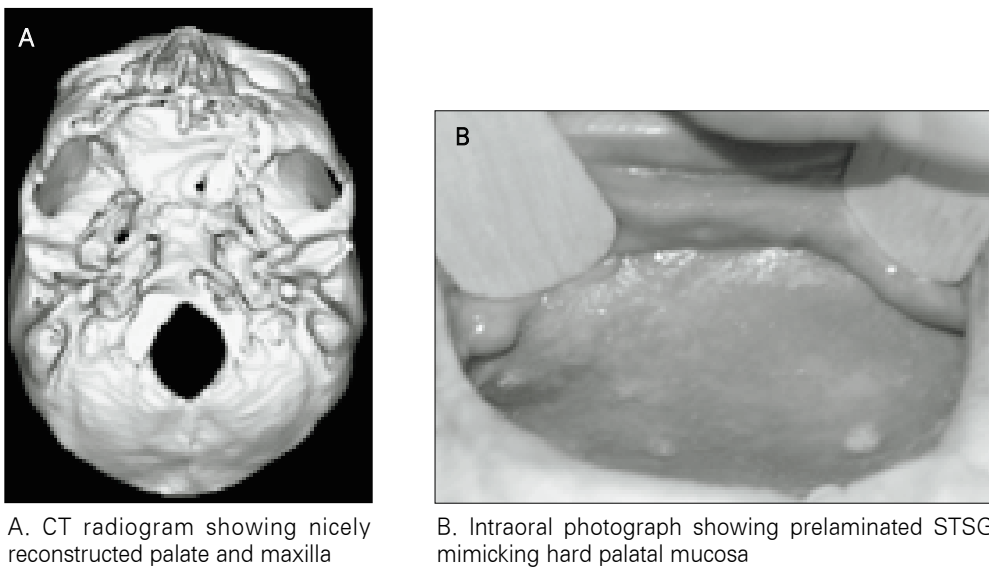 A
B
A. CT radiogram showing nicely
reconstructed palate and maxilla
B. Intraoral photograph showing prelaminated STSG
mimicking hard palatal mucosa